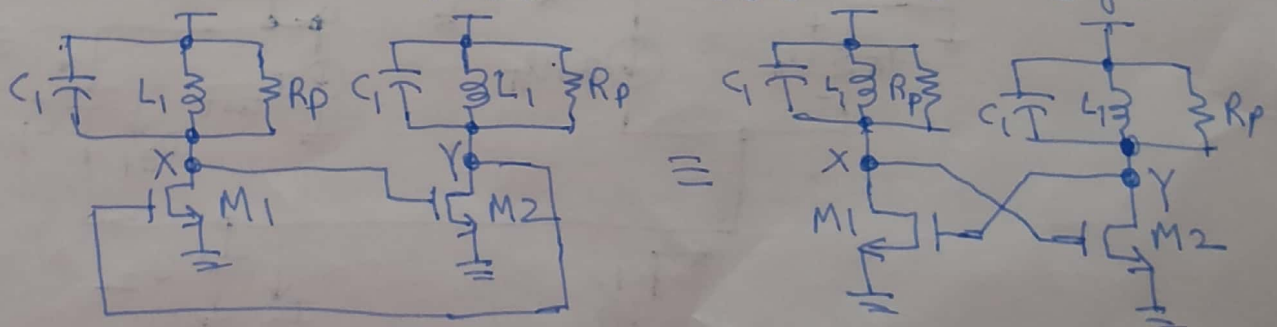 C1 L1 Rp C1 L1 Rp ≡ C1 L1 Rp C1 L1 Rp
X Y X Y
M1 M2 M1 M2